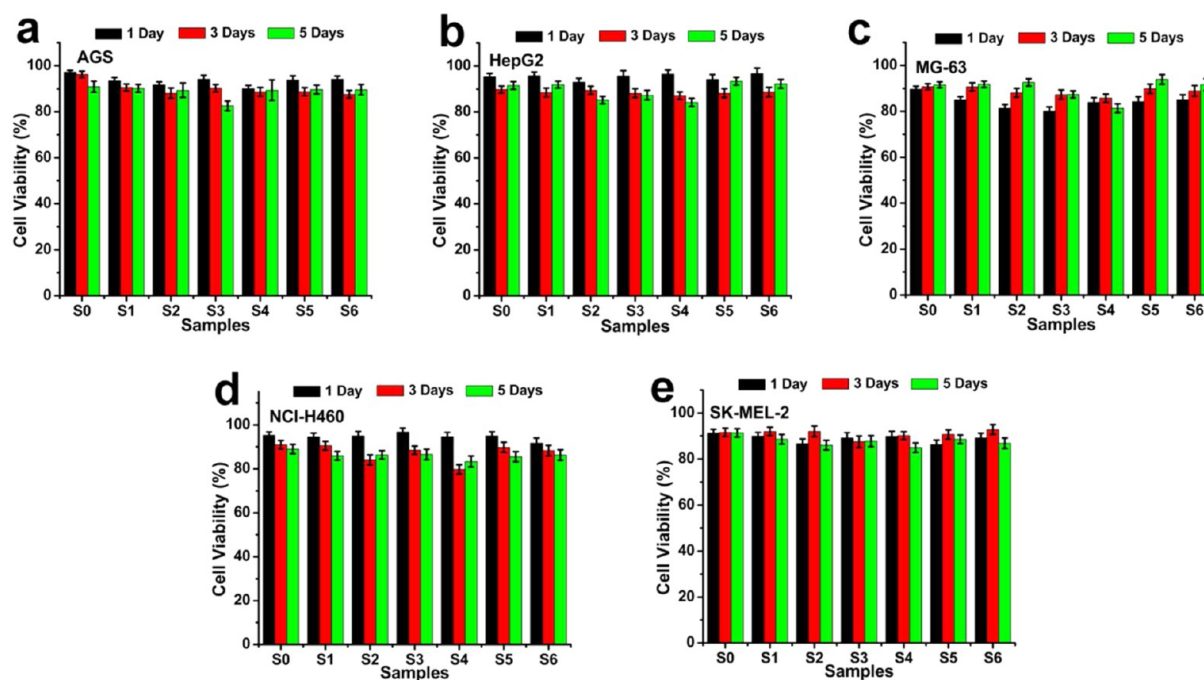 a
1 Day 3 Days 5 Days
AGS
Cell Viability (%)
100
80
60
40
20
0
S0 S1 S2 S3 S4 S5 S6
Samples
b
1 Day 3 Days 5 Days
HepG2
Cell Viability (%)
100
80
60
40
20
0
S0 S1 S2 S3 S4 S5 S6
Samples
c
1 Day 3 Days 5 Days
MG-63
Cell Viability (%)
100
80
60
40
20
0
S0 S1 S2 S3 S4 S5 S6
Samples
d
1 Day 3 Days 5 Days
NCI-H460
Cell Viability (%)
100
80
60
40
20
0
S0 S1 S2 S3 S4 S5 S6
Samples
e
1 Day 3 Days 5 Days
SK-MEL-2
Cell Viability (%)
100
80
60
40
20
0
S0 S1 S2 S3 S4 S5 S6
Samples